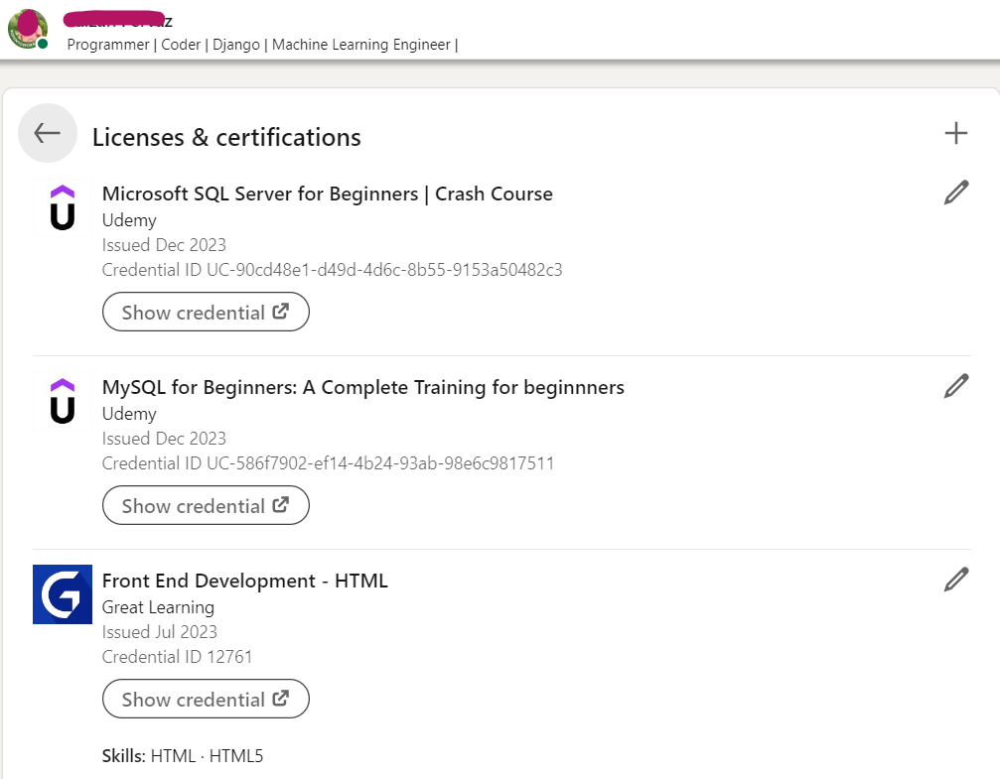 Programmer | Coder | Django | Machine Learning Engineer |
Licenses & certifications
Microsoft SQL Server for Beginners | Crash Course
Udemy
Issued Dec 2023
Credential ID UC-90cd48e1-d49d-4d6c-8b55-9153a50482c3
Show credential
MySQL for Beginners: A Complete Training for beginnners
Udemy
Issued Dec 2023
Credential ID UC-586f7902-ef14-4b24-93ab-98e6c9817511
Show credential
Front End Development - HTML
Great Learning
Issued Jul 2023
Credential ID 12761
Show credential
Skills: HTML · HTML5